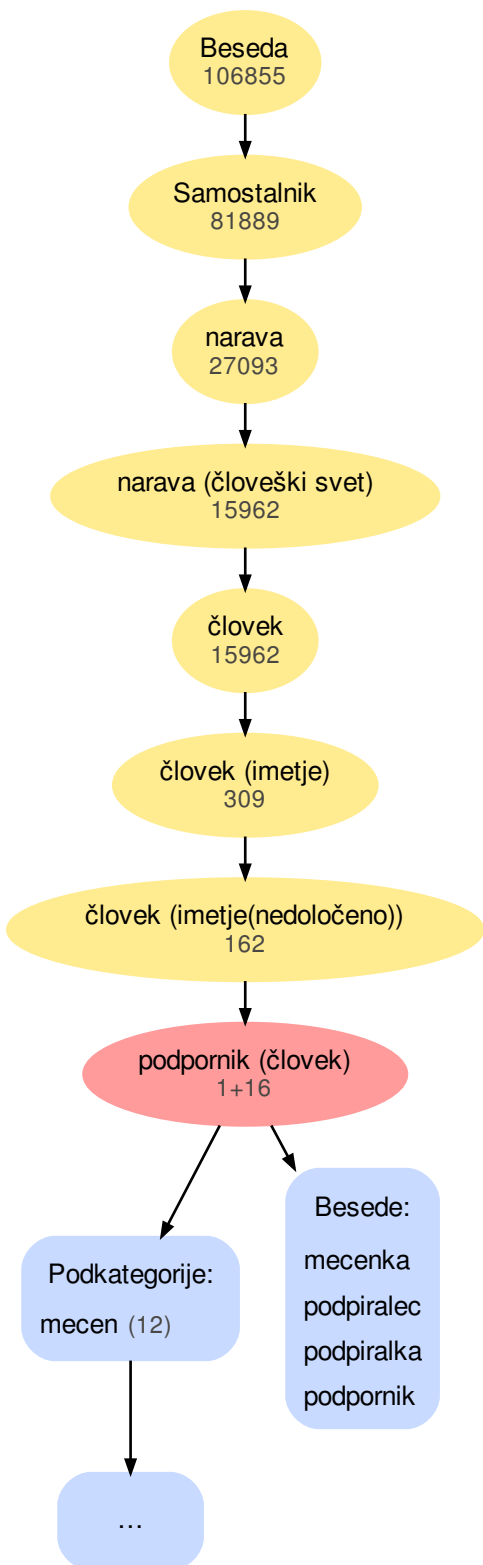 Beseda
106855
Samostalnik
81889
narava
27093
narava (človeški svet)
15962
človek
15962
človek (imetje)
309
človek (imetje(nedoločeno))
162
podpornik (človek)
1+16
Podkategorije:
mecen (12)
...
Besede:
mecenka
podpiralec
podpiralka
podpornik